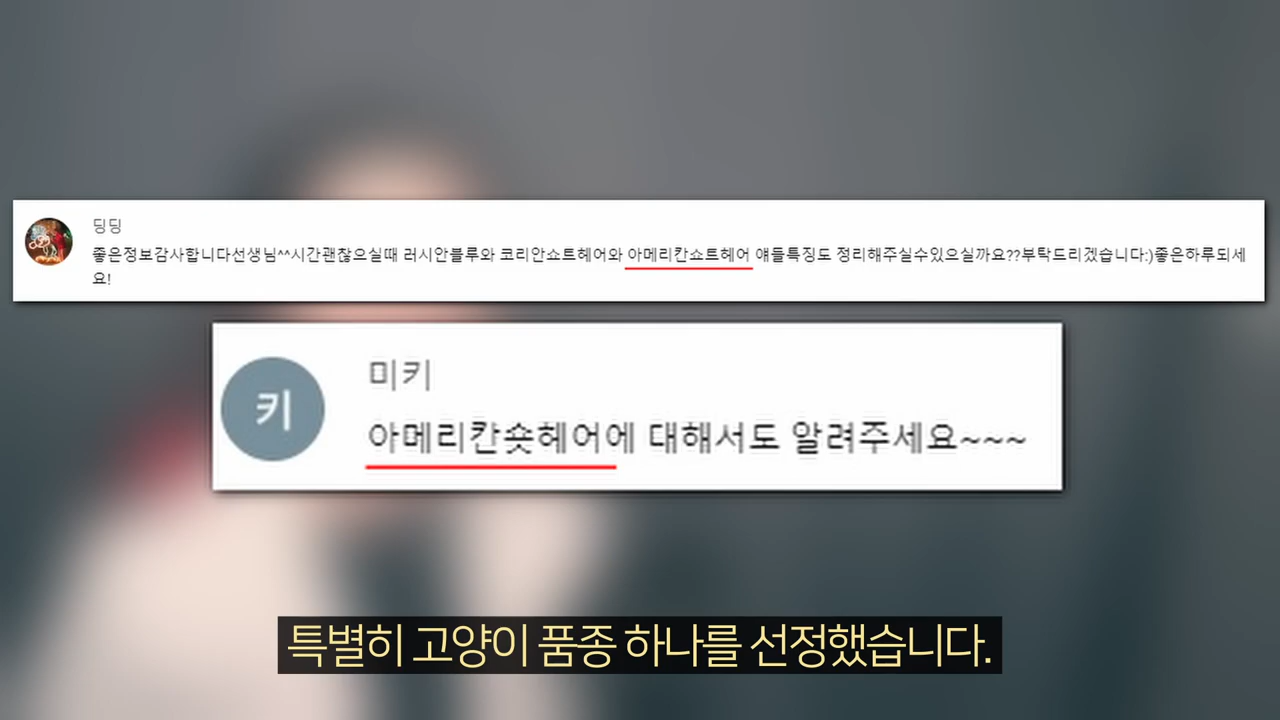 딩딩
좋은정보감사합니다선생님^^시간괜찮으실때 러시안블루와 코리안쇼트헤어와 아메리칸쇼트헤어 얘들특징도 정리해주실수있으실까요??부탁드리겠습니다:)좋은하루되세
요!
키
미키
아메리칸숏헤어에 대해서도 알려주세요~~~
특별히 고양이 품종 하나를 선정했습니다.